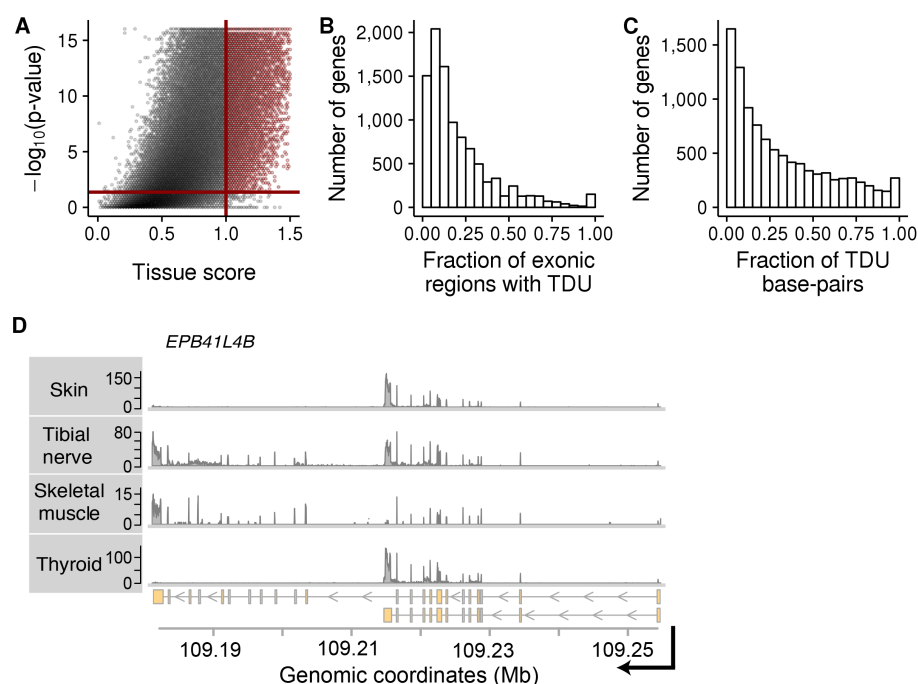 A
− log10(p-value)
15
10
5
0
0.0 0.5 1.0 1.5
Tissue score
B
Number of genes
2,000
1,500
1,000
500
0
0.00 0.25 0.50 0.75 1.00
Fraction of exonic
regions with TDU
C
Number of genes
1,500
1,000
500
0
0.00 0.25 0.50 0.75 1.00
Fraction of TDU
base-pairs
D
EPB41L4B
Skin
150
0
Tibial
nerve
80
0
Skeletal
muscle
15
0
Thyroid
100
0
109.19 109.21 109.23 109.25
Genomic coordinates (Mb)